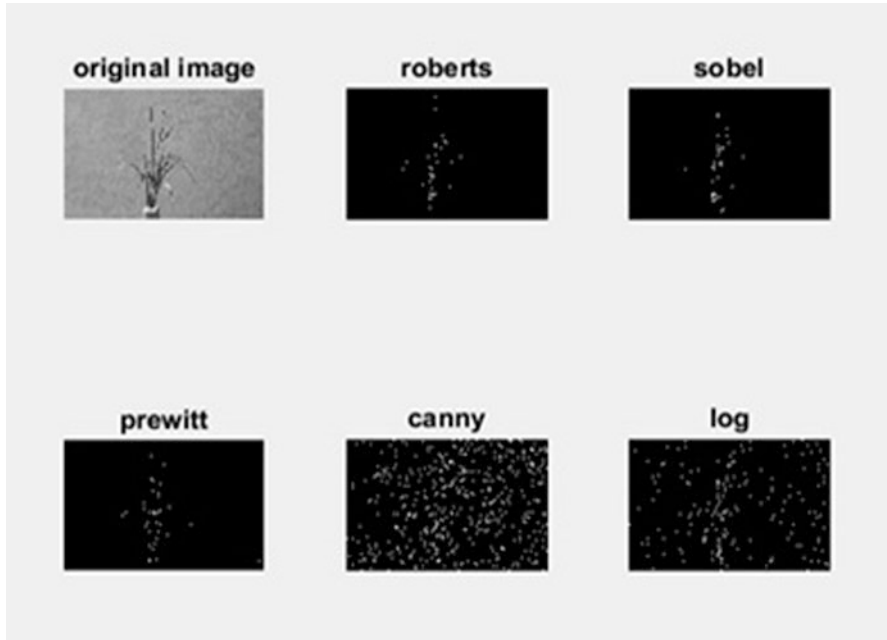 original image
roberts
sobel
prewitt
canny
log